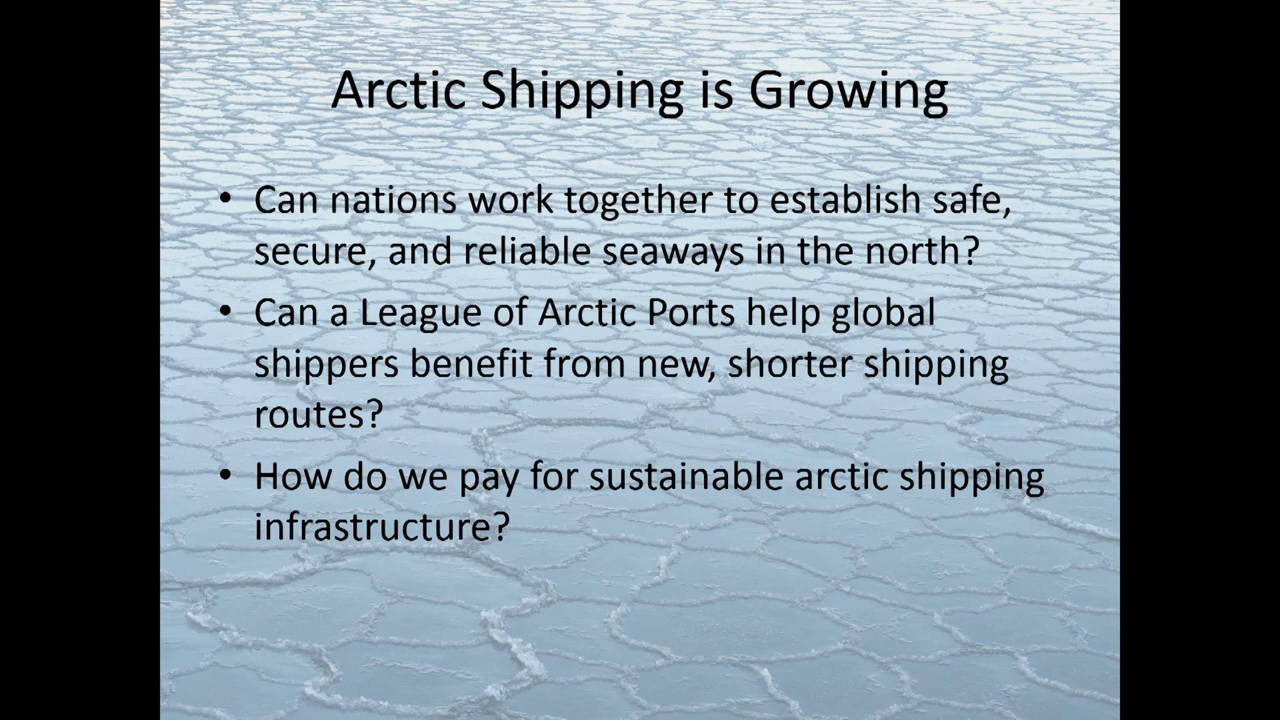 Arctic Shipping is Growing
• Can nations work together to establish safe,
secure, and reliable seaways in the north?
• Can a League of Arctic Ports help global
shippers benefit from new, shorter shipping
routes?
• How do we pay for sustainable arctic shipping
infrastructure?